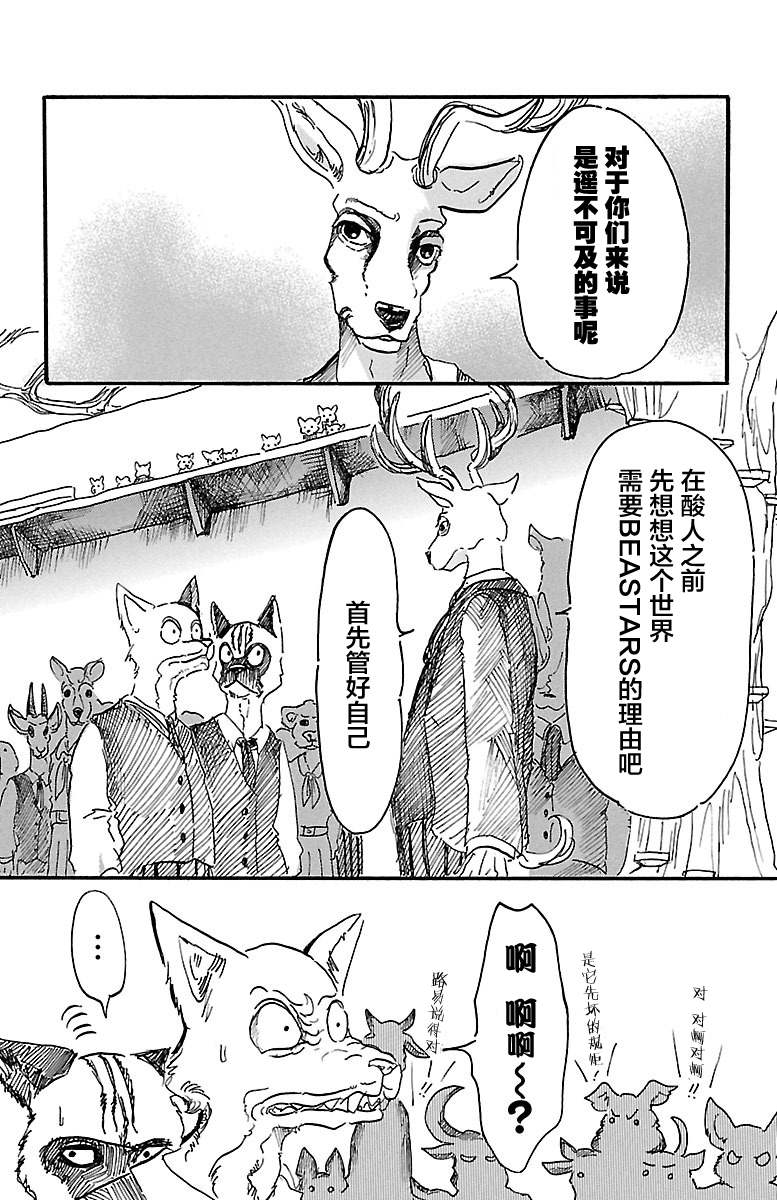 对于你们来说
是遥不可及的事呢
在酸人之前
先想想这个世界
需要BEASTARS的理由吧
首先管好自己
对 对啊对啊!!
是它先坏的规矩!
啊 啊啊～?
路易说得对
…